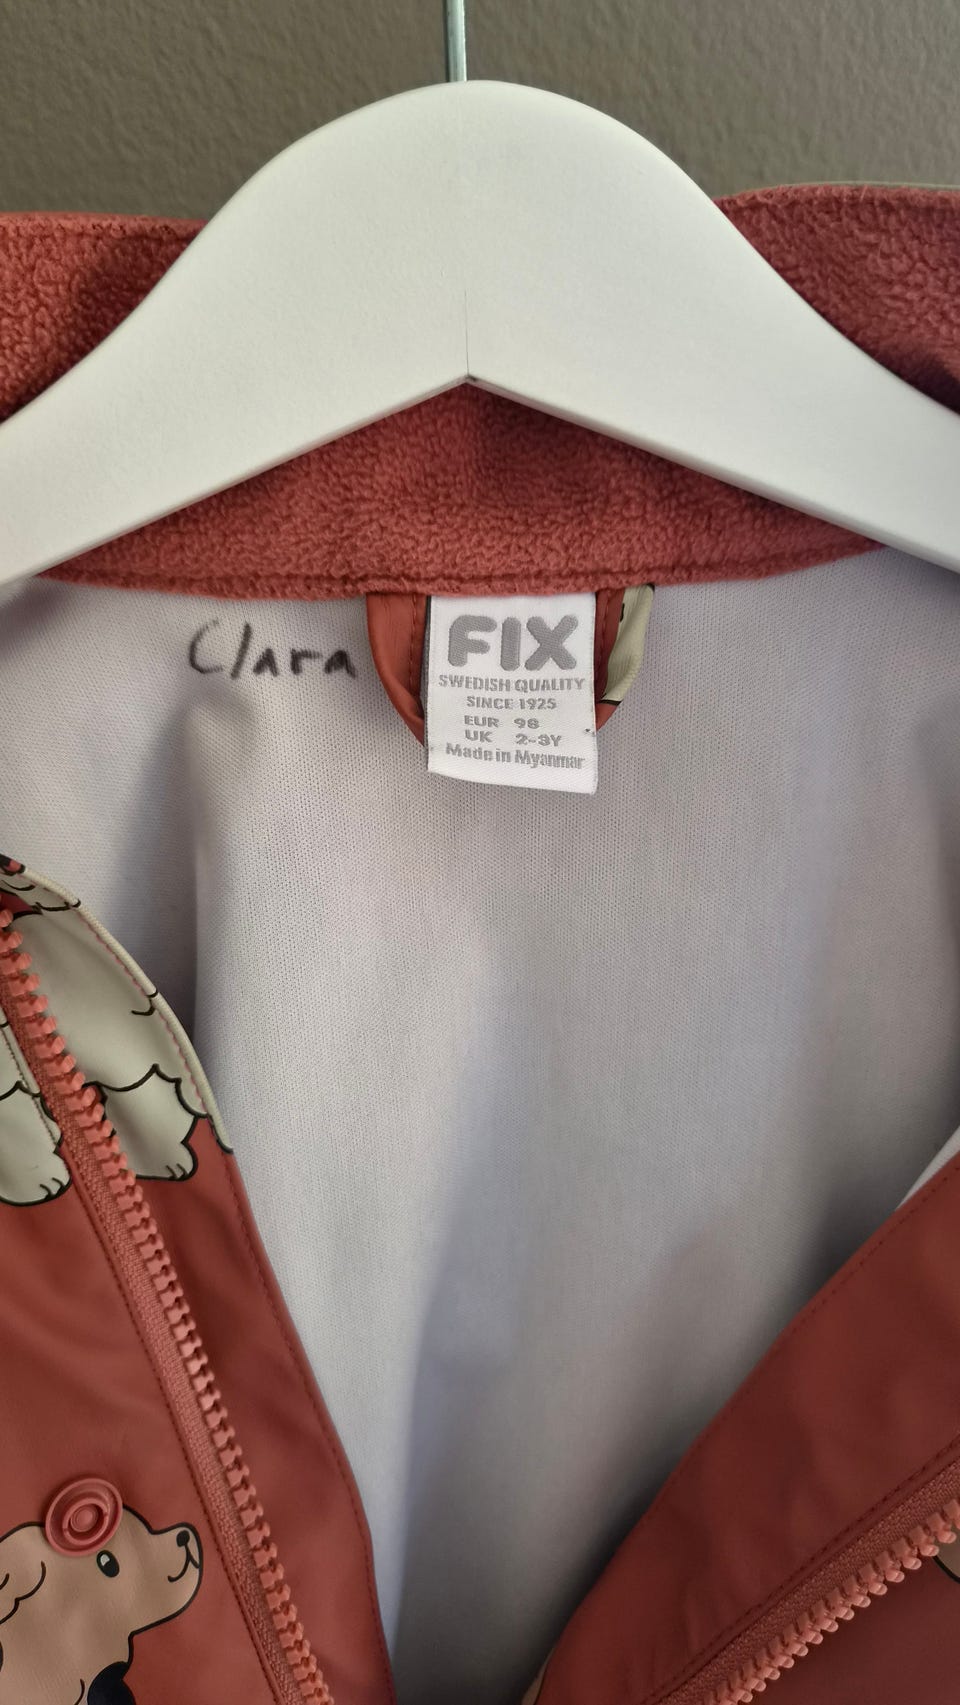 Clara
FIX
SWEDISH QUALITY
SINCE 1925
EUR 98
UK 2-3Y
Made in Myanmar